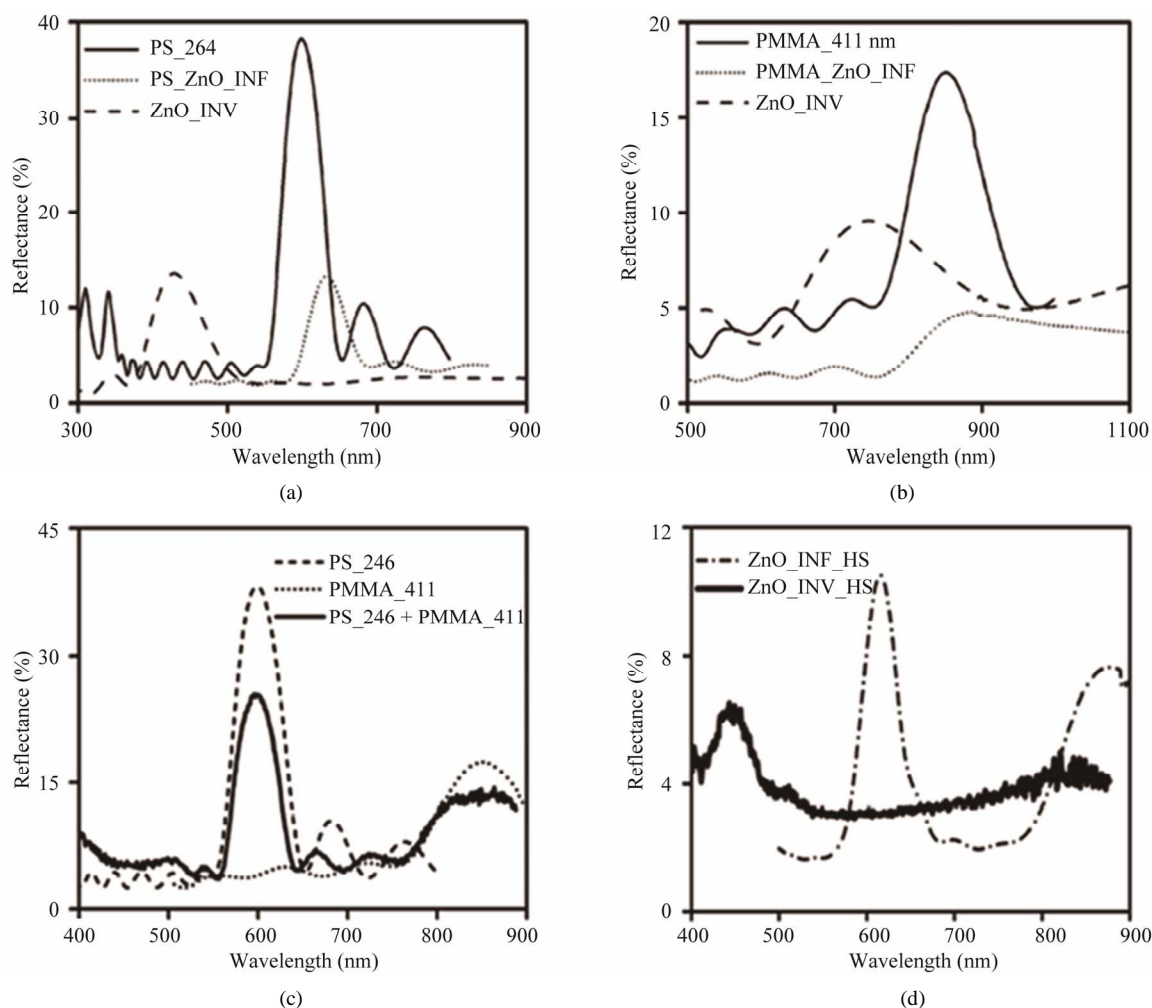 40
30
20
10
0
Reflectance (%)
PS_264
PS_ZnO_INF
ZnO_INV
300 500 700 900
Wavelength (nm)
(a)
20
15
10
5
0
Reflectance (%)
PMMA_411 nm
PMMA_ZnO_INF
ZnO_INV
500 700 900 1100
Wavelength (nm)
(b)
45
30
15
0
Reflectance (%)
PS_246
PMMA_411
PS_246 + PMMA_411
400 500 600 700 800 900
Wavelength (nm)
(c)
12
8
4
0
Reflectance (%)
ZnO_INF_HS
ZnO_INV_HS
400 500 600 700 800 900
Wavelength (nm)
(d)